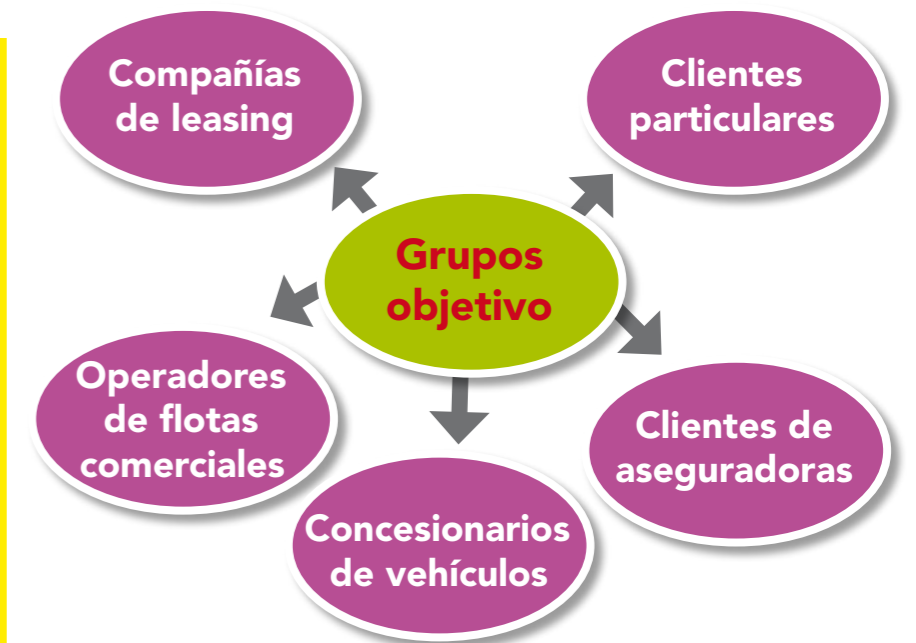 Compañías
de leasing
Clientes
particulares
Grupos
objetivo
Operadores
de flotas
comerciales
Clientes de
aseguradoras
Concesionarios
de vehículos